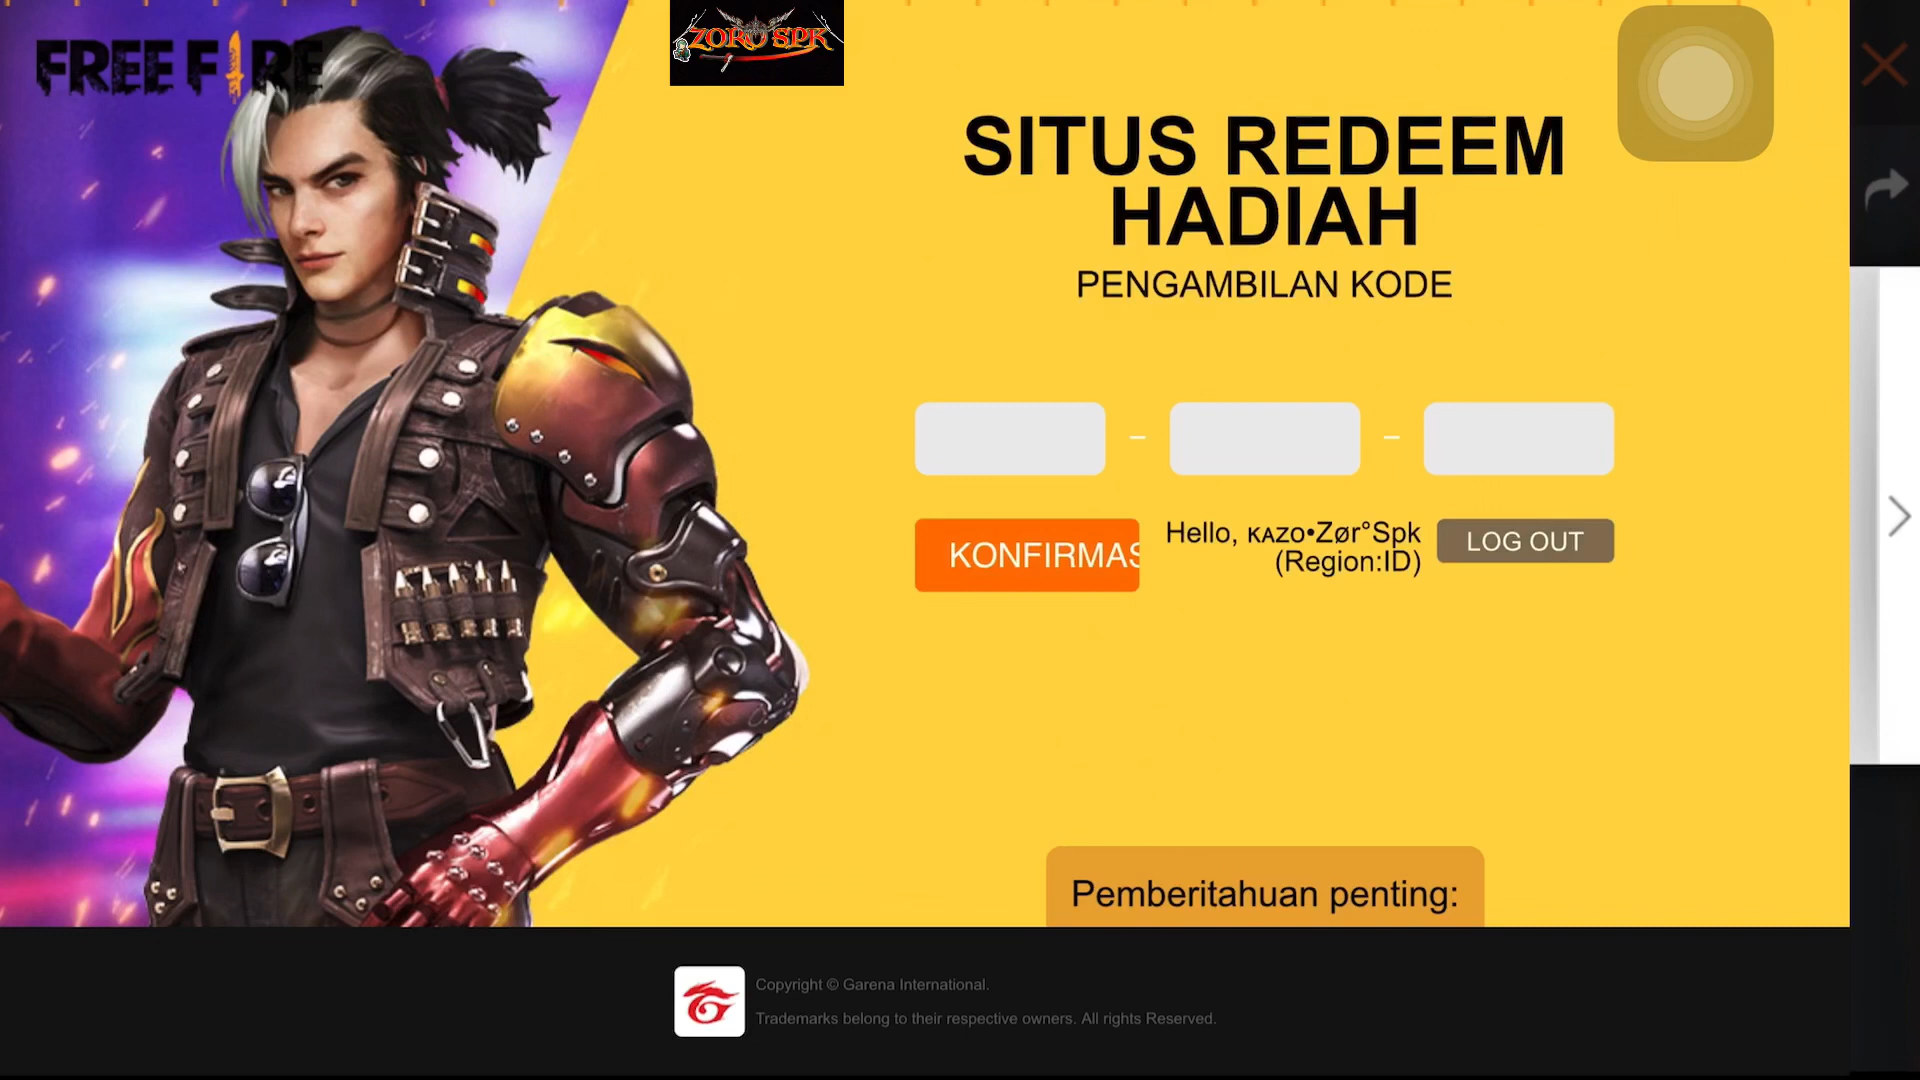 FREE FIRE
ZORO SPK
SITUS REDEEM
HADIAH
PENGAMBILAN KODE
- -
KONFIRMAS
Hello, ᴋᴀᴢᴏ•Zør°Spk
(Region:ID)
LOG OUT
Pemberitahuan penting:
Copyright © Garena International.
Trademarks belong to their respective owners. All rights Reserved.